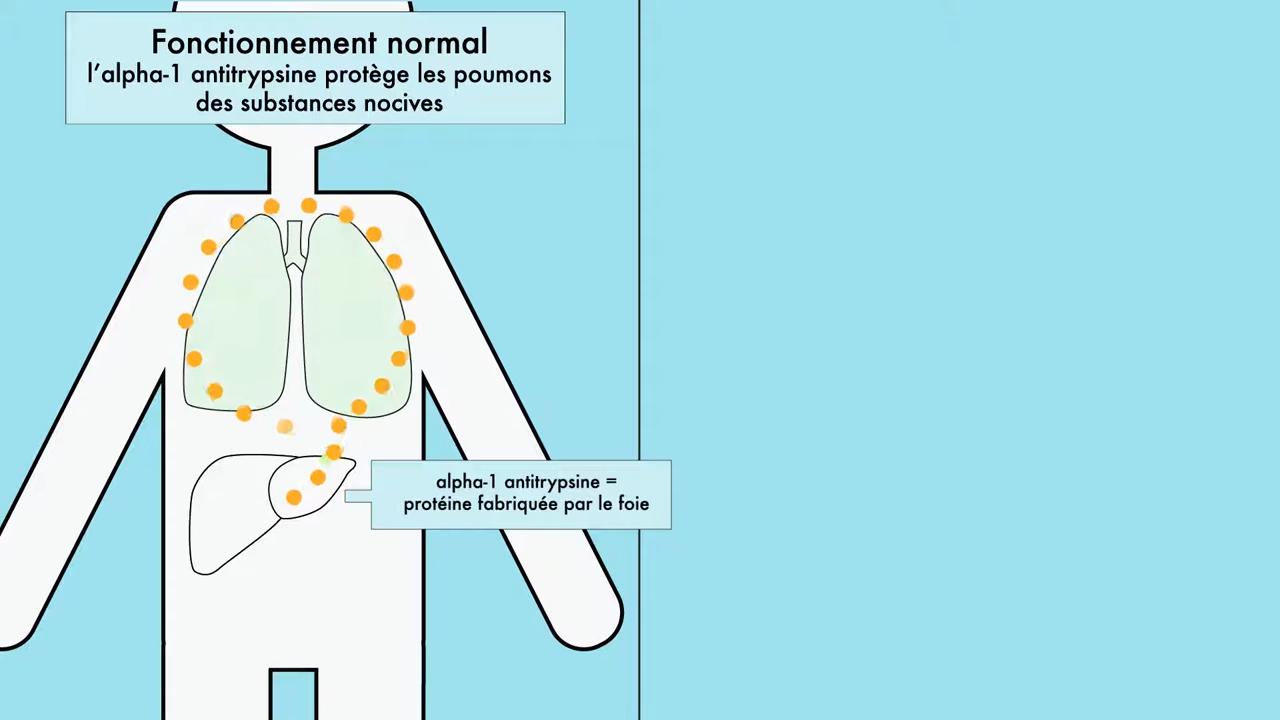 Fonctionnement normal
l’alpha-1 antitrypsine protège les poumons
des substances nocives
alpha-1 antitrypsine =
protéine fabriquée par le foie